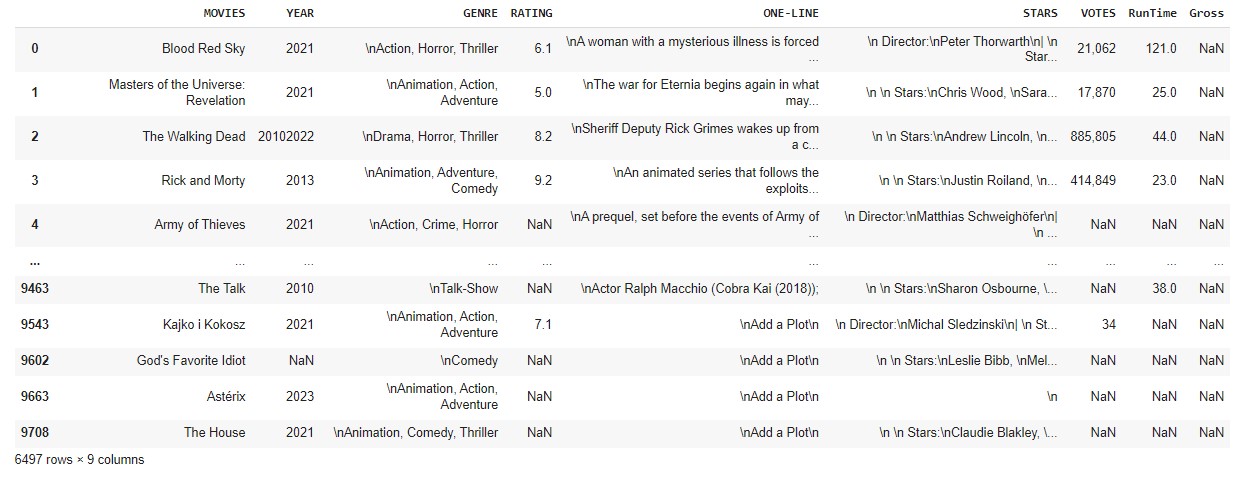 MOVIES YEAR GENRE RATING ONE-LINE STARS VOTES RunTime Gross
0 Blood Red Sky 2021 \nAction, Horror, Thriller 6.1 \nA woman with a mysterious illness is forced ... \n Director:\nPeter Thorwarth\n| \n Star... 21,062 121.0 NaN
1 Masters of the Universe: Revelation 2021 \nAnimation, Action, Adventure 5.0 \nThe war for Eternia begins again in what may... \n \n Stars:\nChris Wood, \nSara... 17,870 25.0 NaN
2 The Walking Dead 20102022 \nDrama, Horror, Thriller 8.2 \nSheriff Deputy Rick Grimes wakes up from a c... \n \n Stars:\nAndrew Lincoln, \n... 885,805 44.0 NaN
3 Rick and Morty 2013 \nAnimation, Adventure, Comedy 9.2 \nAn animated series that follows the exploits... \n \n Stars:\nJustin Roiland, \n... 414,849 23.0 NaN
4 Army of Thieves 2021 \nAction, Crime, Horror NaN \nA prequel, set before the events of Army of ... \n Director:\nMatthias Schweighöfer\n| \n ... NaN NaN NaN
... ... ... ... ... ... ... ... ... ...
9463 The Talk 2010 \nTalk-Show NaN \nActor Ralph Macchio (Cobra Kai (2018)); \n \n Stars:\nSharon Osbourne, \... NaN 38.0 NaN
9543 Kajko i Kokosz 2021 \nAnimation, Action, Adventure 7.1 \nAdd a Plot\n \n Director:\nMichal Sledzinski\n| \n St... 34 NaN NaN
9602 God's Favorite Idiot NaN \nComedy NaN \nAdd a Plot\n \n \n Stars:\nLeslie Bibb, \nMel... NaN NaN NaN
9663 Astérix 2023 \nAnimation, Action, Adventure NaN \nAdd a Plot\n \n NaN NaN NaN
9708 The House 2021 \nAnimation, Comedy, Thriller NaN \nAdd a Plot\n \n \n Stars:\nClaudie Blakley, \... NaN NaN NaN
6497 rows × 9 columns